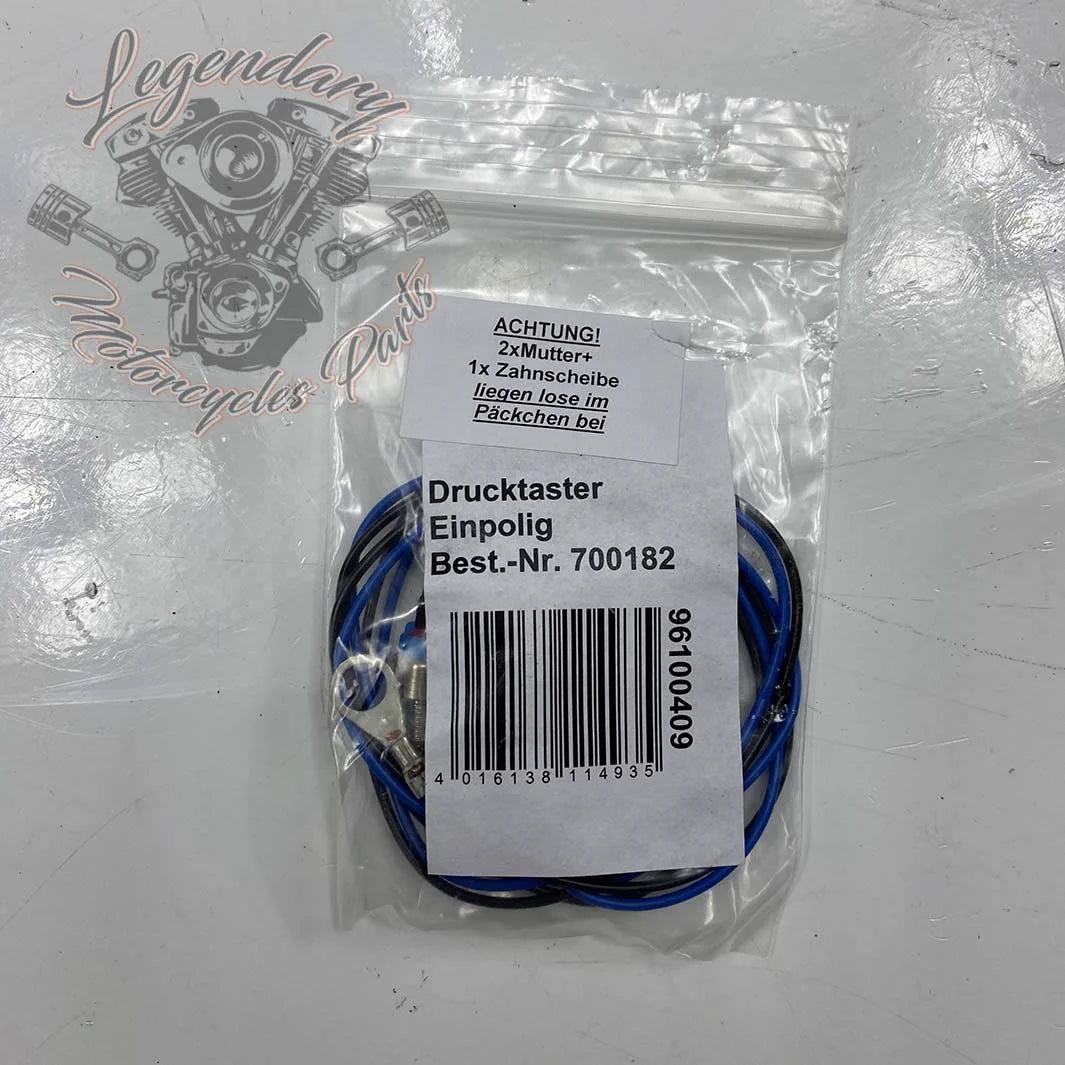 Legendary
Motorcycles Parts
ACHTUNG!
2xMutter+
1x Zahnscheibe
liegen lose im
Päckchen bei
Drucktaster
Einpolig
Best.-Nr. 700182
96100409
4 016138 114935